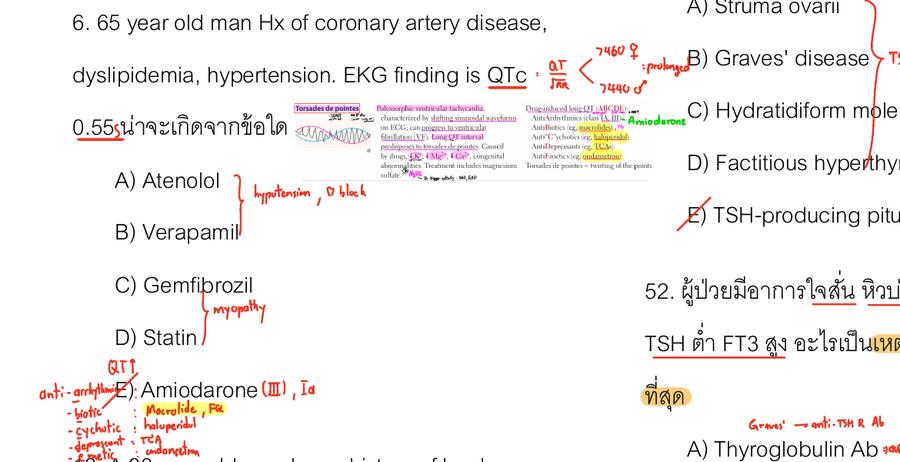 6. 65 year old man Hx of coronary artery disease,
dyslipidemia, hypertension. EKG finding is QTc : QT/√RR
>460 ♀
>440 ♂
: prolonged
0.55s น่าจะเกิดจากข้อใด
Torsades de pointes
Polymorphic ventricular tachycardia,
characterized by shifting sinusoidal waveforms
on ECG; can progress to ventricular
fibrillation (VF). Long QT interval
predisposes to torsades de pointes. Caused
by drugs, ↓ K⁺, ↓ Mg²⁺, ↓ Ca²⁺, congenital
abnormalities. Treatment includes magnesium
sulfate.
Drug-induced long QT (ABCDE):
AntiArrhythmics (class IA, III) - Amiodarone
AntiBiotics (eg, macrolides)
Anti"C"ychotics (eg, haloperidol)
AntiDepressants (eg, TCAs)
AntiEmetics (eg, ondansetron)
Torsades de pointes = twisting of the points
A) Atenolol
B) Verapamil
hypotension, block
C) Gemfibrozil
D) Statin
myopathy
QT↑
E) Amiodarone (III), Ia
anti - arrhythmic :
- biotic : Macrolide, FQ
- cychotic : haloperidol
- depressant : TCA
- emetic : ondansetron
A) Struma ovarii
B) Graves' disease
C) Hydratidiform mole
D) Factitious hyperthy
E) TSH-producing pitu
52. ผู้ป่วยมีอาการใจสั่น หิวบ่
TSH ต่ำ FT3 สูง อะไรเป็นเหต
ที่สุด
Graves' → anti-TSH R Ab
A) Thyroglobulin Ab